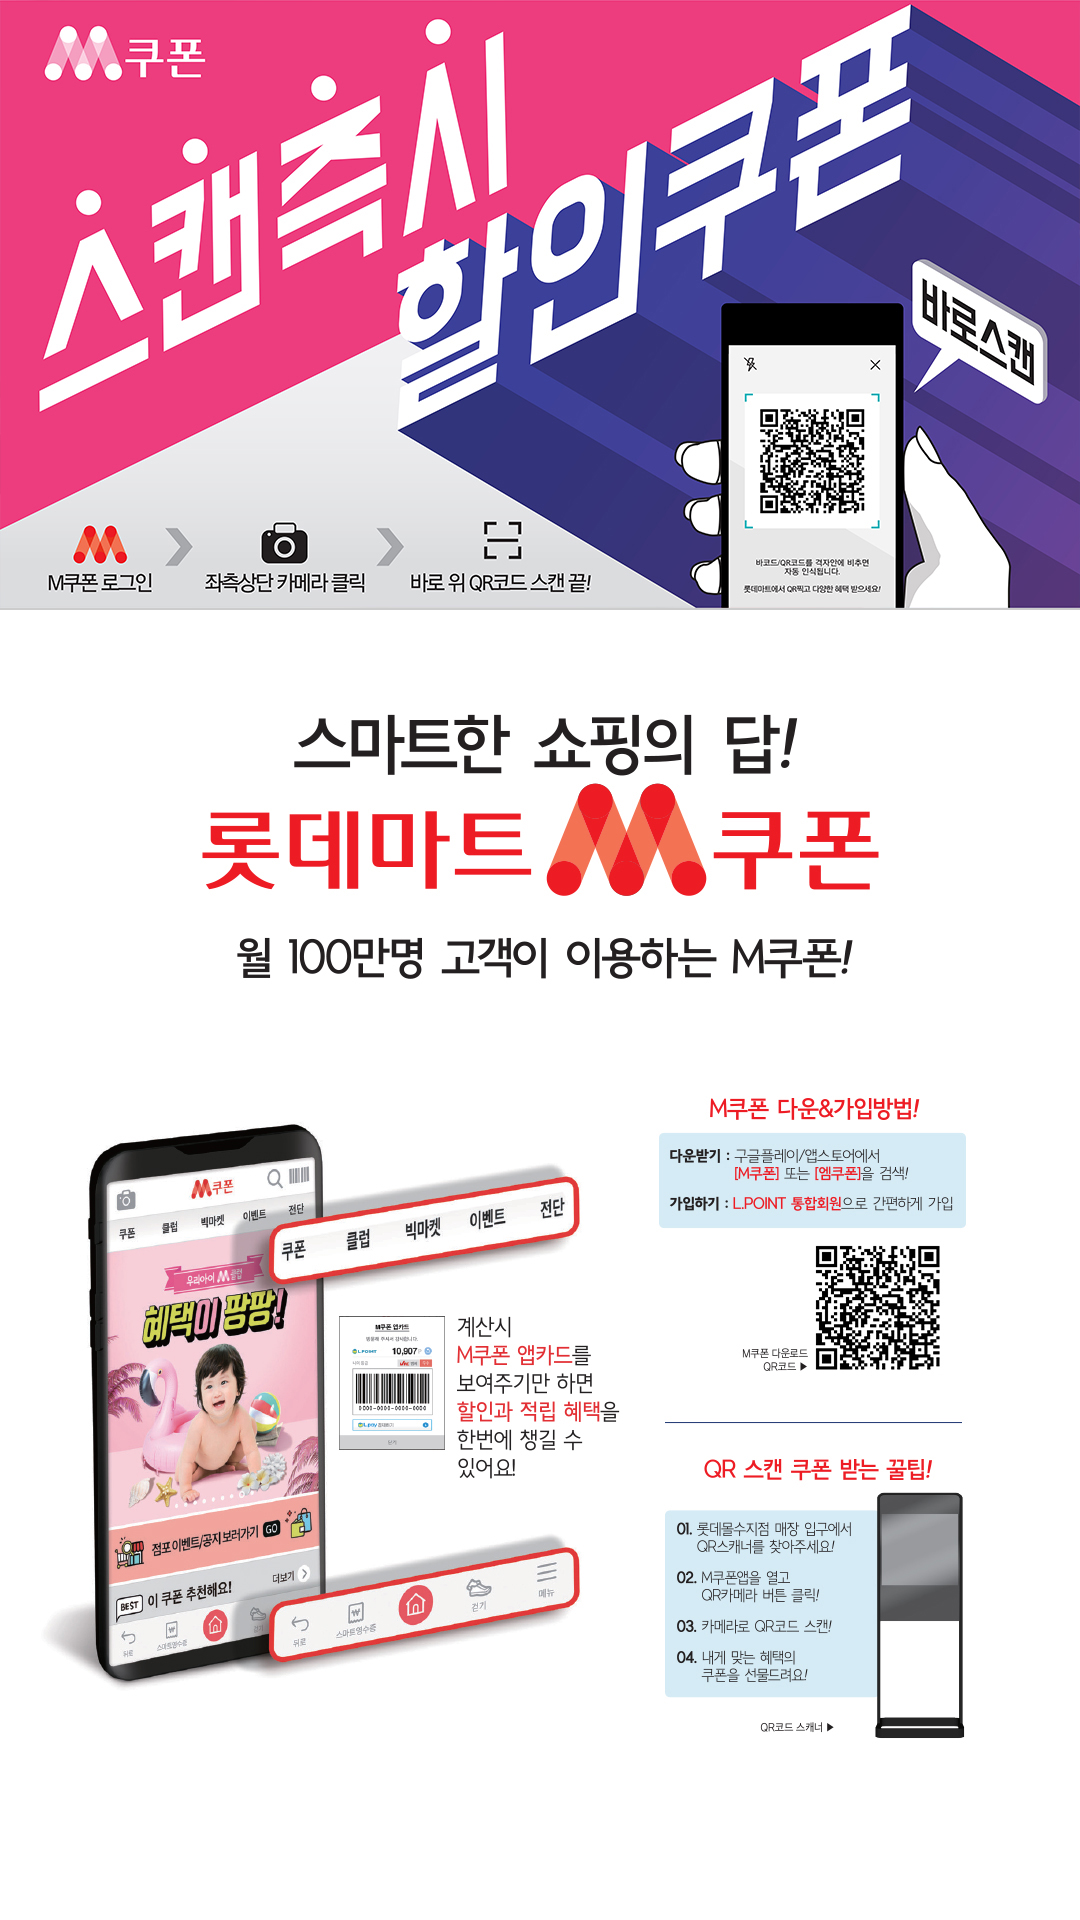 M쿠폰
스캔즉시
할인쿠폰
바로스캔
바코드/QR코드를 격자안에 비추면
자동 인식됩니다.
롯데마트에서 QR찍고 다양한 혜택 받으세요!
M쿠폰 로그인
좌측상단 카메라 클릭
바로 위 QR코드 스캔 끝!
스마트한 쇼핑의 답!
롯데마트 M쿠폰
월 100만명 고객이 이용하는 M쿠폰!
M쿠폰
쿠폰 클럽 빅마켓 이벤트 전단
우리아이 M클럽
혜택이 팡팡!
점포 이벤트/공지 보러가기 GO
BEST 이 쿠폰 추천해요! 더보기
뒤로 스마트영수증 걷기
쿠폰 클럽 빅마켓 이벤트 전단
M쿠폰 앱카드
L.POINT 10,907
0000-0000-0000-0000
L.pay
계산시
M쿠폰 앱카드를
보여주기만 하면
할인과 적립 혜택을
한번에 챙길 수
있어요!
뒤로 스마트영수증 걷기 메뉴
M쿠폰 다운&가입방법!
다운받기 : 구글플레이/앱스토어에서
[M쿠폰] 또는 [엠쿠폰]을 검색!
가입하기 : L.POINT 통합회원으로 간편하게 가입
M쿠폰 다운로드
QR코드 ▶
QR 스캔 쿠폰 받는 꿀팁!
01. 롯데몰수지점 매장 입구에서
QR스캐너를 찾아주세요!
02. M쿠폰앱을 열고
QR카메라 버튼 클릭!
03. 카메라로 QR코드 스캔!
04. 내게 맞는 혜택의
쿠폰을 선물드려요!
QR코드 스캐너 ▶